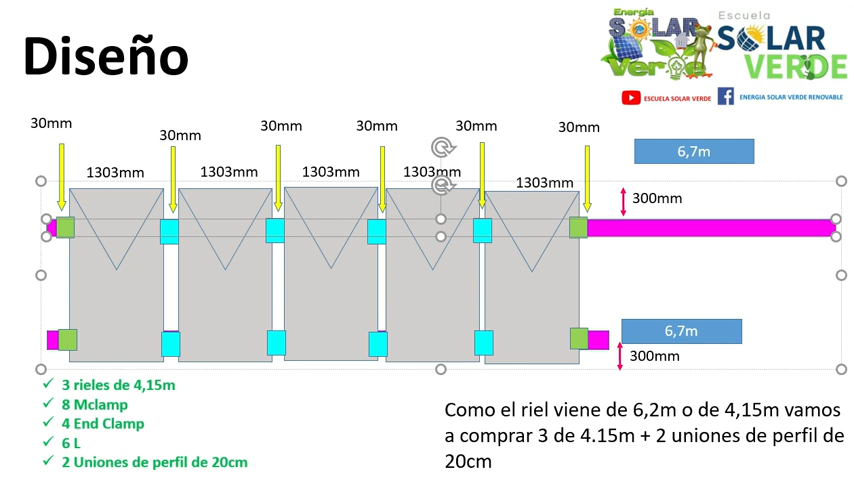 Diseño
Energía
SOLAR
Verde
Escuela
SOLAR
VERDE
ESCUELA SOLAR VERDE
ENERGIA SOLAR VERDE RENOVABLE
30mm
30mm
30mm
30mm
30mm
30mm
6,7m
1303mm
1303mm
1303mm
1303mm
1303mm
300mm
6,7m
300mm
✓ 3 rieles de 4,15m
✓ 8 Mclamp
✓ 4 End Clamp
✓ 6 L
✓ 2 Uniones de perfil de 20cm
Como el riel viene de 6,2m o de 4,15m vamos
a comprar 3 de 4.15m + 2 uniones de perfil de
20cm